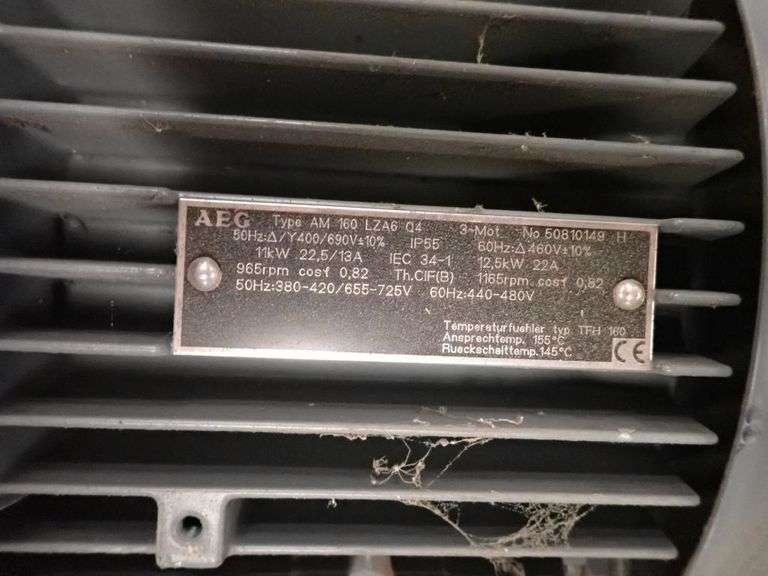 AEG Type AM 160 LZA6 Q4 3~Mot. No 50810149 H
50Hz:Δ/Y400/690V±10% IP55 60Hz:Δ 460V±10%
11kW 22,5/13A IEC 34-1 12,5kW 22A
965rpm cosϕ 0,82 Th.Cl.F(B) 1165rpm cosϕ 0,82
50Hz:380-420/655-725V 60Hz:440-480V
Temperaturfuehler typ TFH 160
Ansprechtemp. 155°C
Rueckschalttemp.145°C
CE